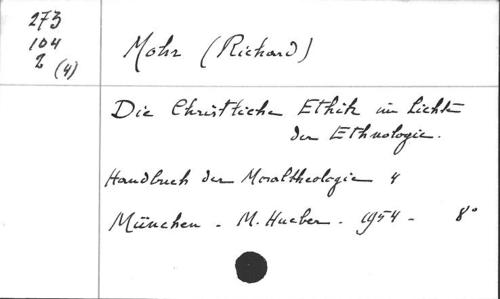 273
104
2 (4)
Mohr (Richard)
Die Christliche Ethik im Lichte
der Ethnologie.
Handbuch der Moraltheologie 4
München - M. Hueber - 1954 - 8°